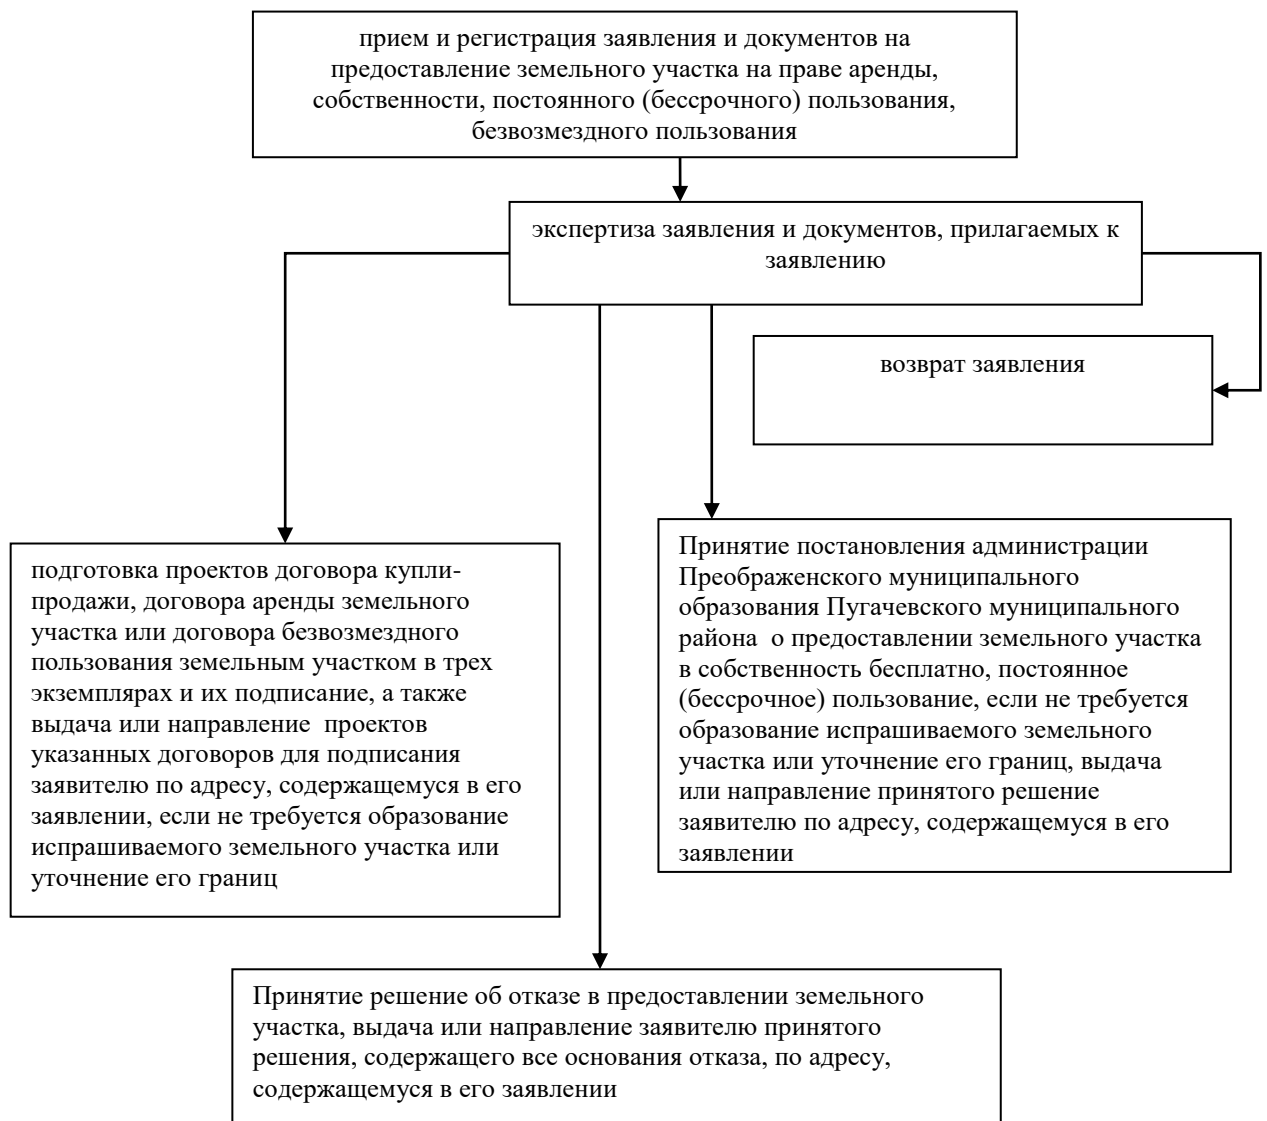 прием и регистрация заявления и документов на
предоставление земельного участка на праве аренды,
собственности, постоянного (бессрочного) пользования,
безвозмездного пользования
экспертиза заявления и документов, прилагаемых к
заявлению
возврат заявления
подготовка проектов договора купли-
продажи, договора аренды земельного
участка или договора безвозмездного
пользования земельным участком в трех
экземплярах и их подписание, а также
выдача или направление проектов
указанных договоров для подписания
заявителю по адресу, содержащемуся в его
заявлении, если не требуется образование
испрашиваемого земельного участка или
уточнение его границ
Принятие постановления администрации
Преображенского муниципального
образования Пугачевского муниципального
района о предоставлении земельного участка
в собственность бесплатно, постоянное
(бессрочное) пользование, если не требуется
образование испрашиваемого земельного
участка или уточнение его границ, выдача
или направление принятого решение
заявителю по адресу, содержащемуся в его
заявлении
Принятие решение об отказе в предоставлении земельного
участка, выдача или направление заявителю принятого
решения, содержащего все основания отказа, по адресу,
содержащемуся в его заявлении